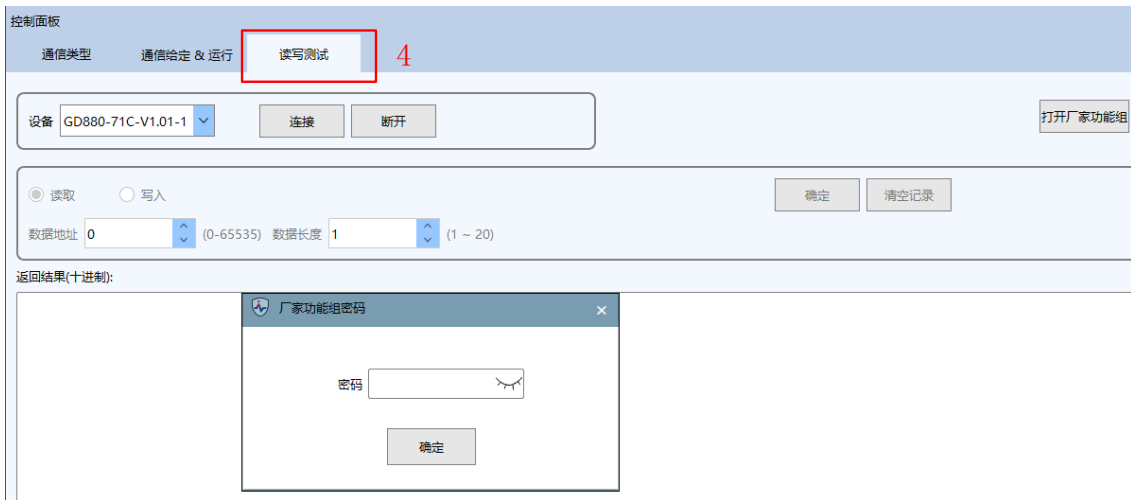 控制面板
通信类型 通信给定 & 运行 读写测试 4
设备 GD880-71C-V1.01-1 连接 断开 打开厂家功能组
读取 写入 确定 清空记录
数据地址 0 (0-65535) 数据长度 1 (1 ~ 20)
返回结果(十进制):
厂家功能组密码
密码
确定